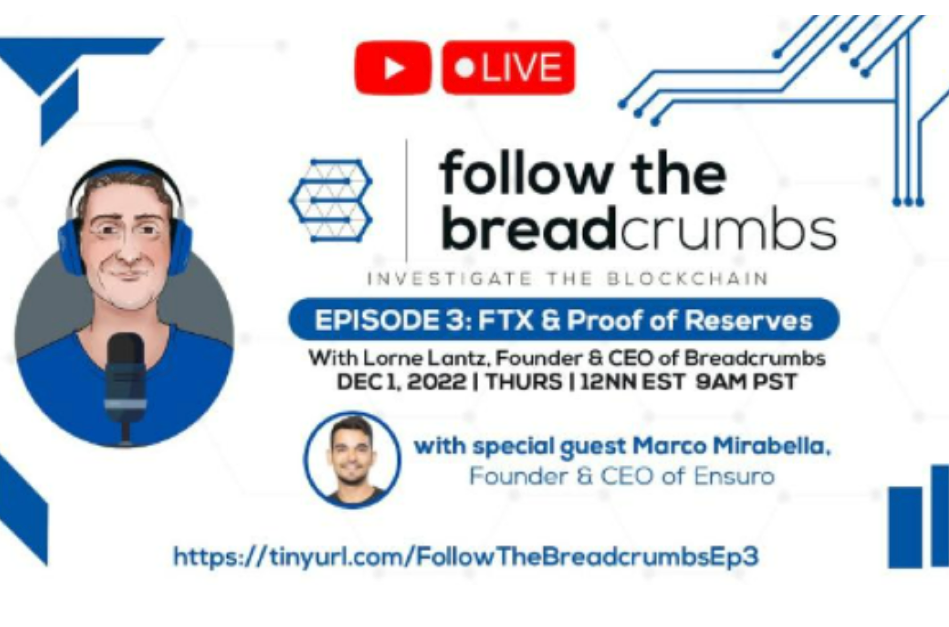 LIVE
follow the
breadcrumbs
INVESTIGATE THE BLOCKCHAIN
EPISODE 3: FTX & Proof of Reserves
With Lorne Lantz, Founder & CEO of Breadcrumbs
DEC 1, 2022 | THURS | 12NN EST 9AM PST
with special guest Marco Mirabella,
Founder & CEO of Ensuro
https://tinyurl.com/FollowTheBreadcrumbsEp3